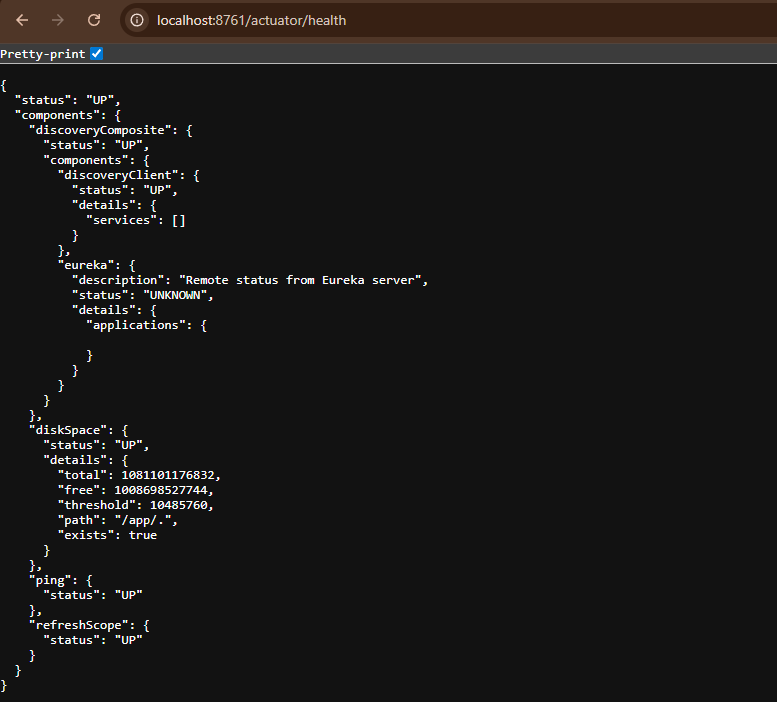 localhost:8761/actuator/health
Pretty-print
{
  "status": "UP",
  "components": {
    "discoveryComposite": {
      "status": "UP",
      "components": {
        "discoveryClient": {
          "status": "UP",
          "details": {
            "services": []
          }
        },
        "eureka": {
          "description": "Remote status from Eureka server",
          "status": "UNKNOWN",
          "details": {
            "applications": {

            }
          }
        }
      }
    },
    "diskSpace": {
      "status": "UP",
      "details": {
        "total": 1081101176832,
        "free": 1008698527744,
        "threshold": 10485760,
        "path": "/app/.",
        "exists": true
      }
    },
    "ping": {
      "status": "UP"
    },
    "refreshScope": {
      "status": "UP"
    }
  }
}